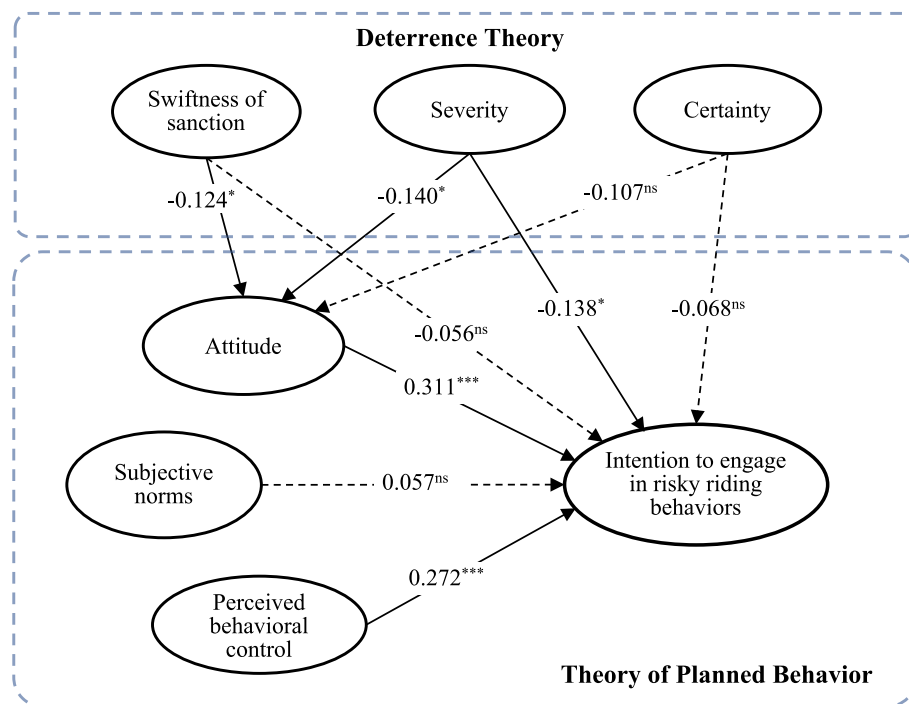 Deterrence Theory
Swiftness of
sanction
Severity
Certainty
-0.124*
-0.140*
-0.107ns
-0.138*
-0.068ns
-0.056ns
Attitude
0.311***
Subjective
norms
0.057ns
Intention to engage
in risky riding
behaviors
0.272***
Perceived
behavioral
control
Theory of Planned Behavior